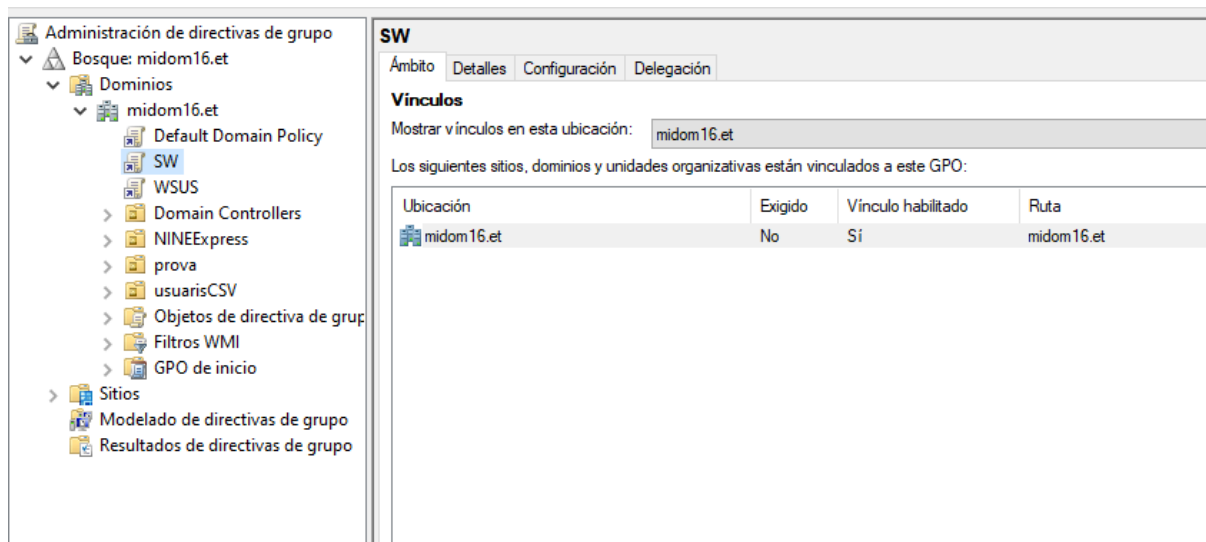 Administración de directivas de grupo
Bosque: midom16.et
Dominios
midom16.et
Default Domain Policy
SW
WSUS
Domain Controllers
NINEExpress
prova
usuarisCSV
Objetos de directiva de grup
Filtros WMI
GPO de inicio
Sitios
Modelado de directivas de grupo
Resultados de directivas de grupo
SW
Ámbito Detalles Configuración Delegación
Vínculos
Mostrar vínculos en esta ubicación: midom16.et
Los siguientes sitios, dominios y unidades organizativas están vinculados a este GPO:
Ubicación Exigido Vínculo habilitado Ruta
midom16.et No Sí midom16.et